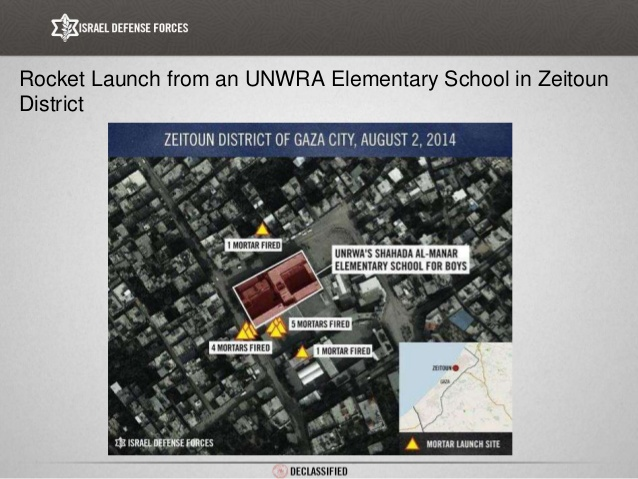 ISRAEL DEFENSE FORCES
Rocket Launch from an UNWRA Elementary School in Zeitoun
District
ZEITOUN DISTRICT OF GAZA CITY, AUGUST 2, 2014
1 MORTAR FIRED
UNRWA'S SHAHADA AL-MANAR
ELEMENTARY SCHOOL FOR BOYS
5 MORTARS FIRED
4 MORTARS FIRED
1 MORTAR FIRED
ZEITOUN
GAZA
ISRAEL DEFENSE FORCES
MORTAR LAUNCH SITE
DECLASSIFIED